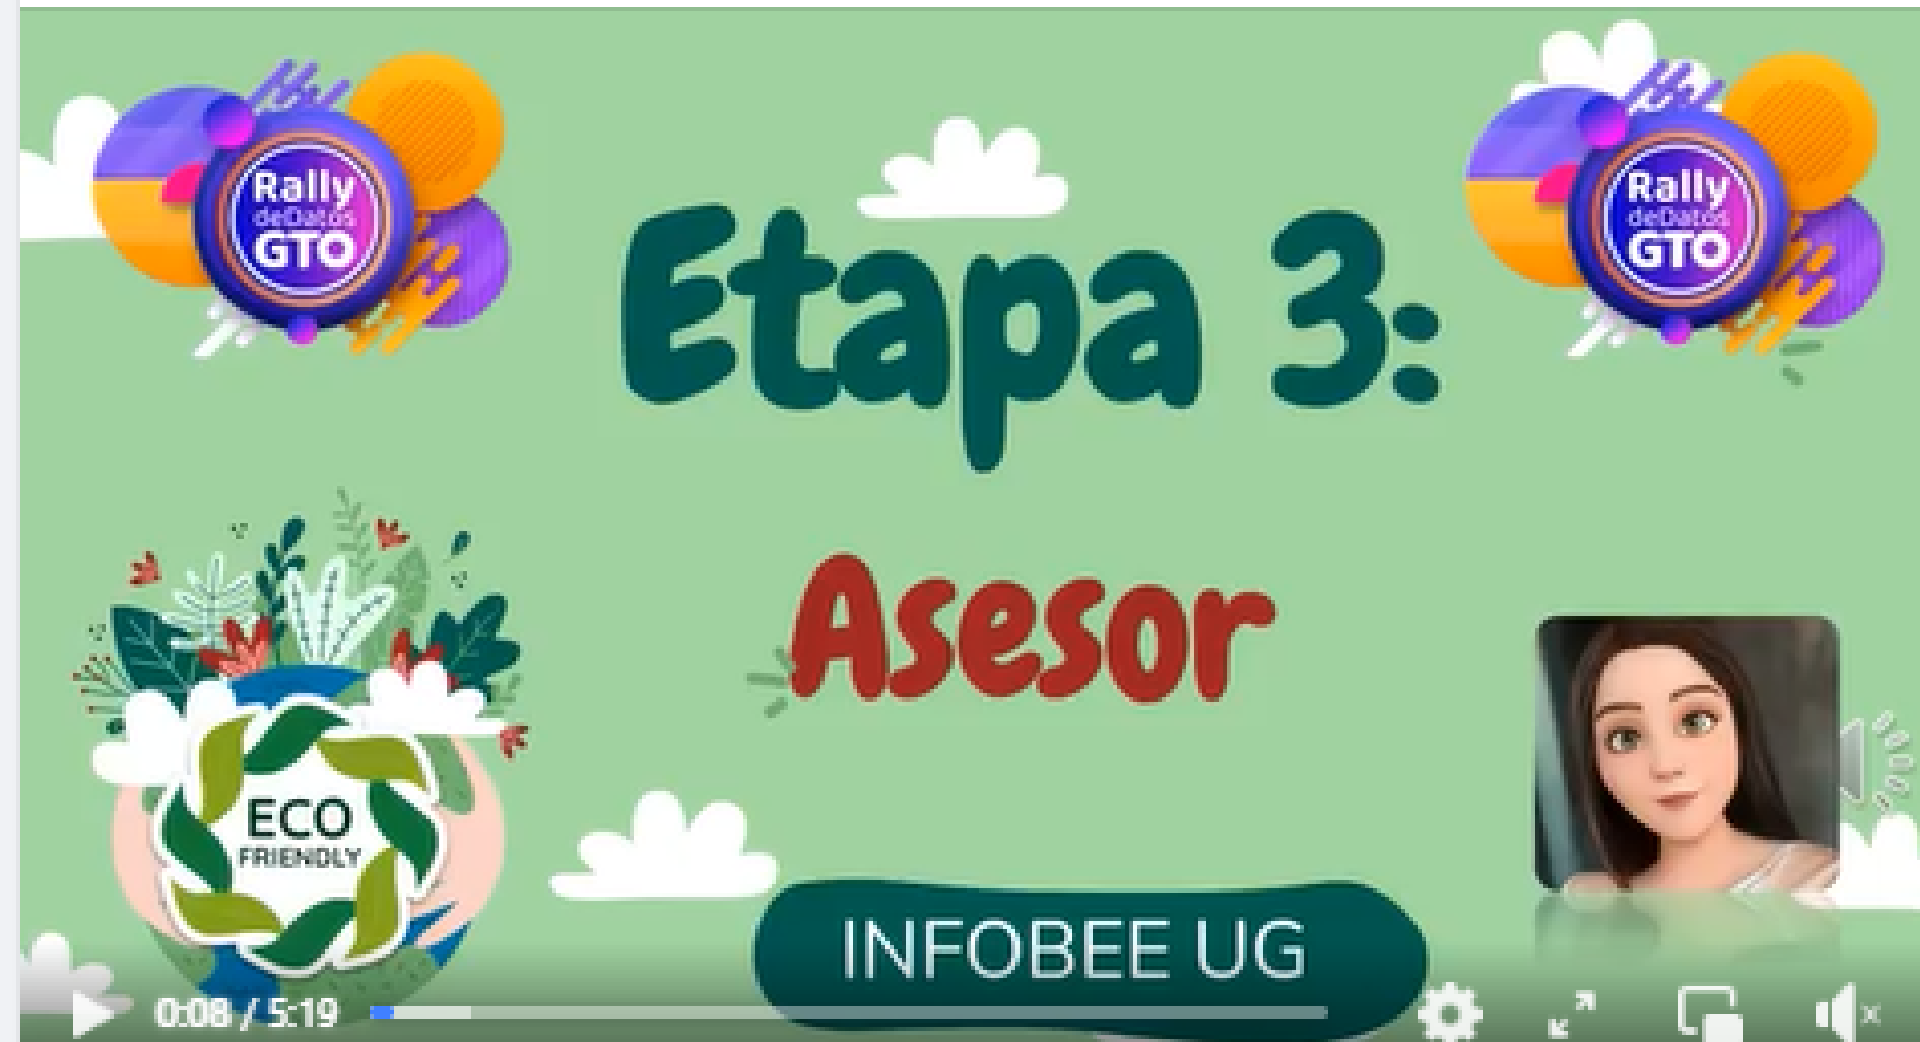 Rally
deDatos
GTO
Rally
deDatos
GTO
Etapa 3:
Asesor
ECO
FRIENDLY
INFOBEE UG
0:08 / 5:19